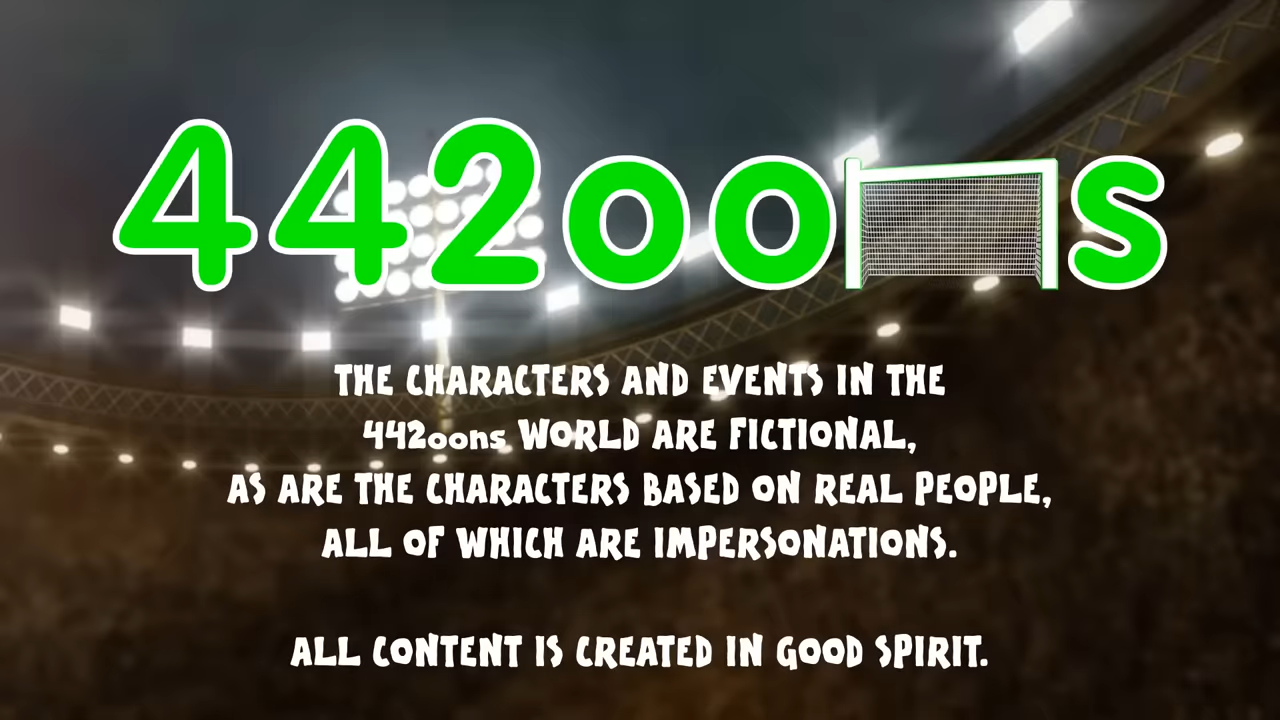 442oons
THE CHARACTERS AND EVENTS IN THE
442oons WORLD ARE FICTIONAL,
AS ARE THE CHARACTERS BASED ON REAL PEOPLE,
ALL OF WHICH ARE IMPERSONATIONS.
ALL CONTENT IS CREATED IN GOOD SPIRIT.